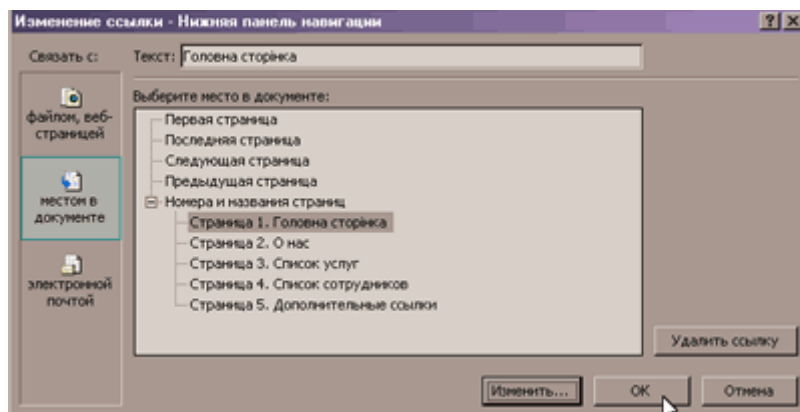 Изменение ссылки - Нижняя панель навигации
Связать с:
Текст: Головна сторінка
файлом, веб-
страницей
местом в
документе
электронной
почтой
Выберите место в документе:
Первая страница
Последняя страница
Следующая страница
Предыдущая страница
Номера и названия страниц
Страница 1. Головна сторінка
Страница 2. О нас
Страница 3. Список услуг
Страница 4. Список сотрудников
Страница 5. Дополнительные ссылки
Удалить ссылку
Изменить...
ОК
Отмена